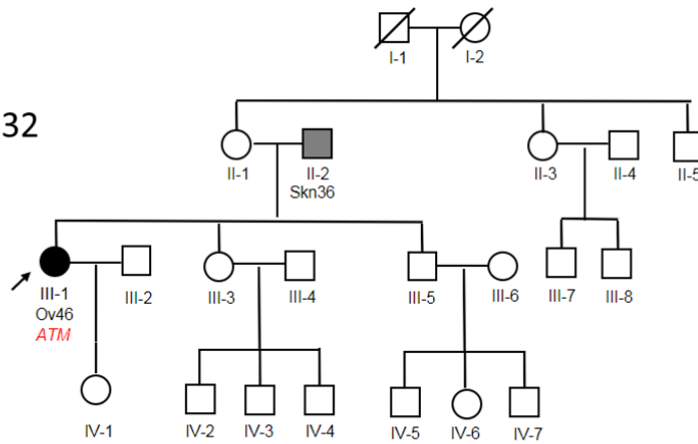 I-1 I-2
32
II-1 II-2 II-3 II-4 II-5
Skn36
III-1 III-2 III-3 III-4 III-5 III-6 III-7 III-8
Ov46
ATM
IV-1 IV-2 IV-3 IV-4 IV-5 IV-6 IV-7